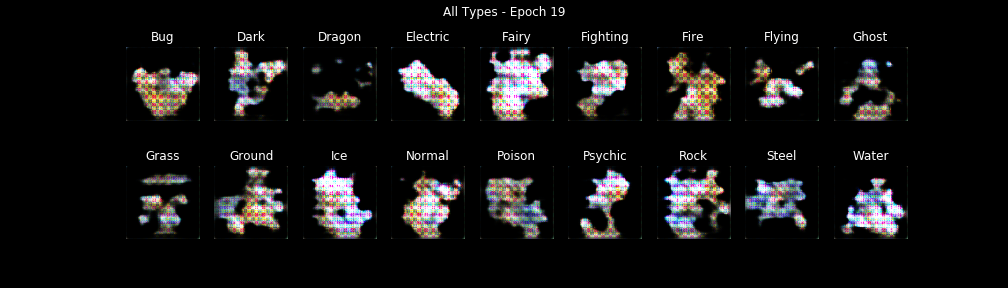 All Types - Epoch 19
Bug Dark Dragon Electric Fairy Fighting Fire Flying Ghost
Grass Ground Ice Normal Poison Psychic Rock Steel Water